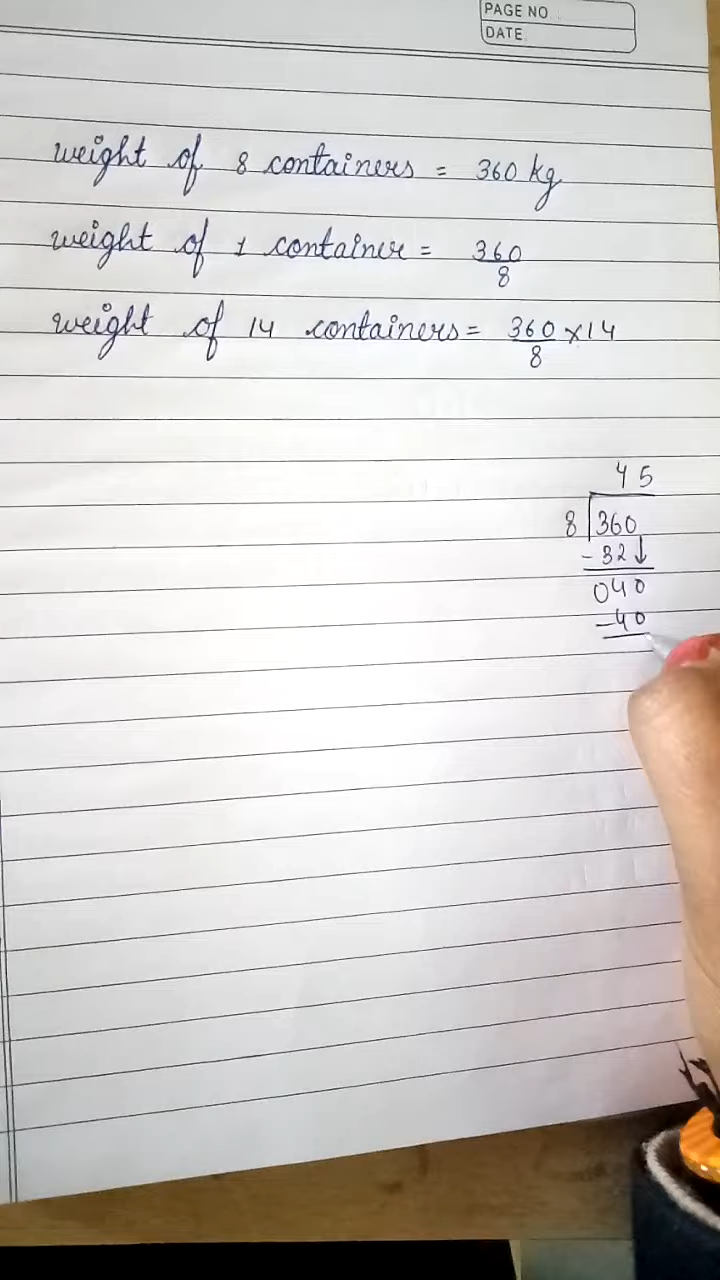 PAGE NO
DATE
weight of 8 containers = 360 kg
weight of 1 container = 360/8
weight of 14 containers = 360/8 ×14
45
8 360
-32↓
040
-40